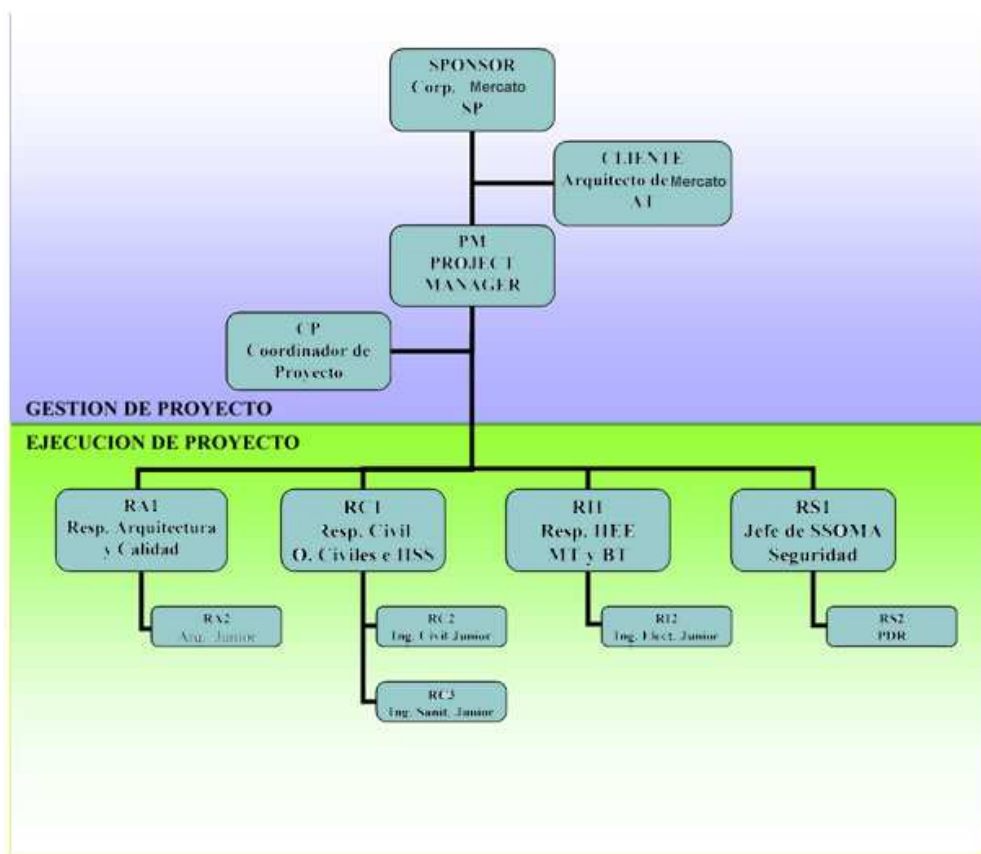 SPONSOR
Corp. Mercato
SP
CLIENTE
Arquitecto de Mercato
AT
PM
PROJECT
MANAGER
CP
Coordinador de
Proyecto
GESTION DE PROYECTO
EJECUCION DE PROYECTO
RA1
Resp. Arquitectura
y Calidad
RC1
Resp. Civil
O. Civiles e IISS
RI1
Resp. IIEE
MT y BT
RS1
Jefe de SSOMA
Seguridad
RA2
Arq. Junior
RC2
Ing. Civil Junior
RI2
Ing. Elect. Junior
RS2
PDR
RC3
Ing. Sanit. Junior